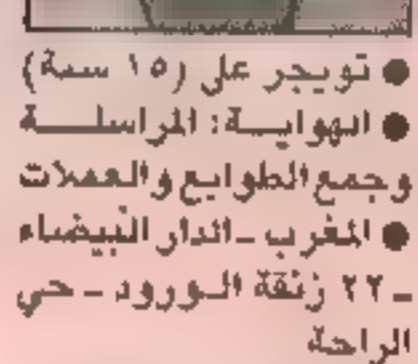 ● تويجر علي (١٥ سنة)
● الهواية: المراسلة
وجمع الطوابع والعملات
● المغرب - الدار البيضاء
- ٢٢ زنقة الورود - حي
الراحة